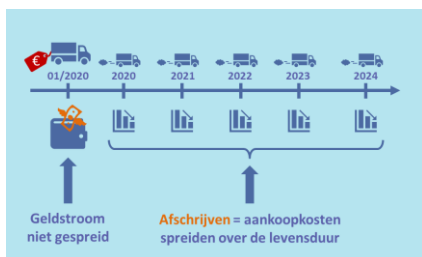 €
01/2020 2020 2021 2022 2023 2024
Geldstroom
niet gespreid
Afschrijven = aankoopkosten
spreiden over de levensduur